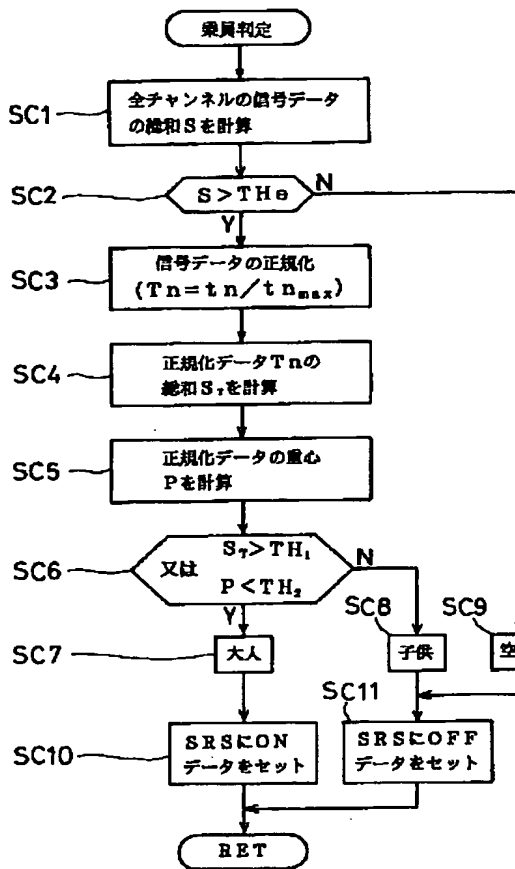 乗員判定
SC1
全チャンネルの信号データ
の総和Sを計算
SC2
S>THe
N
Y
SC3
信号データの正規化
(Tn=tn/tnmax)
SC4
正規化データTnの
総和STを計算
SC5
正規化データの重心
Pを計算
SC6
又は
ST>TH1
P<TH2
N
Y
SC7
大人
SC8
子供
SC9
空
SC10
SRSにON
データをセット
SC11
SRSにOFF
データをセット
RET